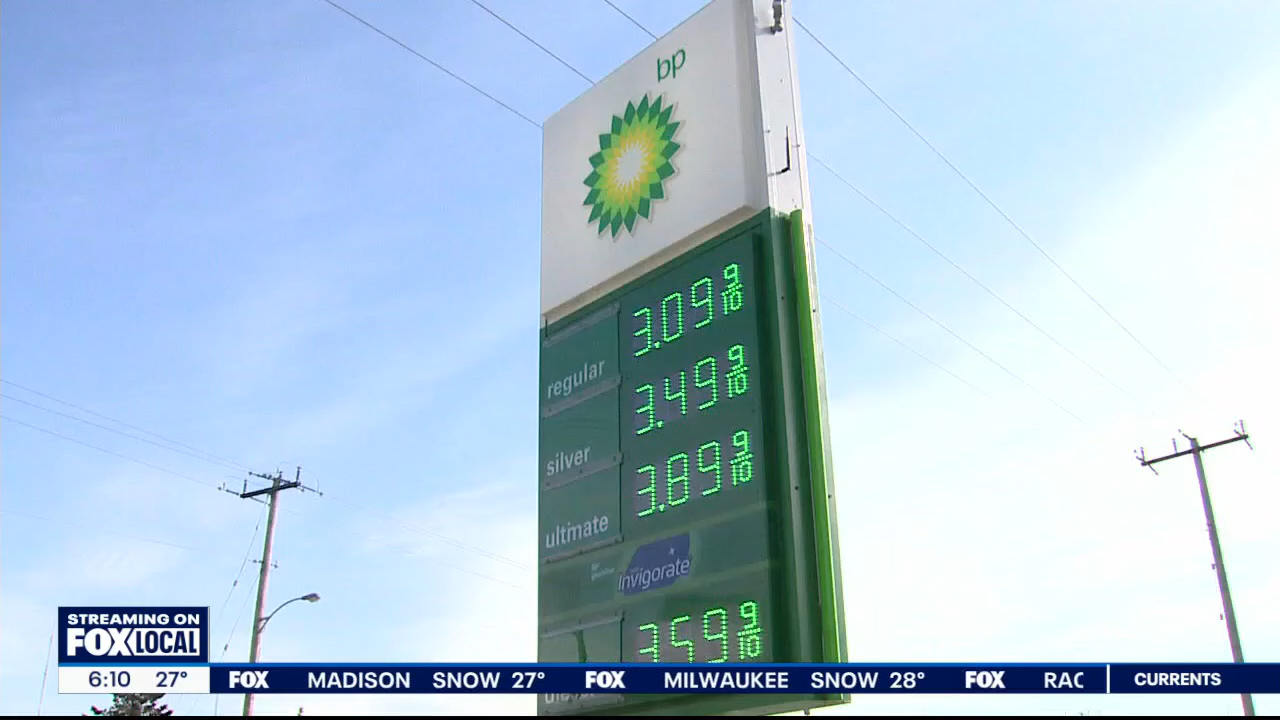 bp
regular 3.09 9/10
silver 3.49 9/10
ultimate 3.89 9/10
Invigorate
3.59 9/10
STREAMING ON
FOX LOCAL
6:10 27° FOX MADISON SNOW 27° FOX MILWAUKEE SNOW 28° FOX RAC CURRENTS